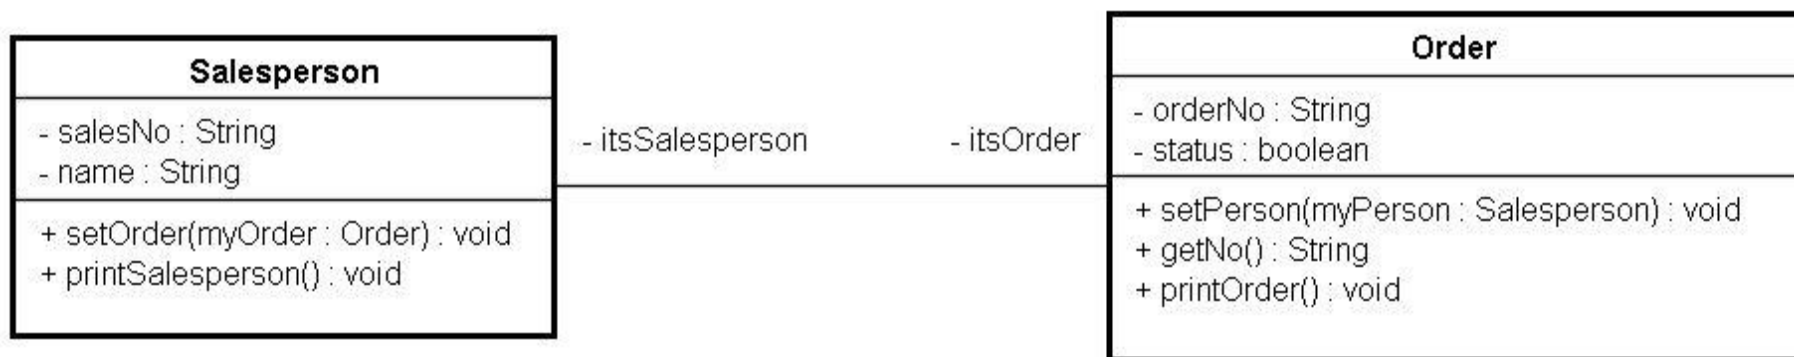 Salesperson
- salesNo : String
- name : String
+ setOrder(myOrder : Order) : void
+ printSalesperson() : void
- itsSalesperson
- itsOrder
Order
- orderNo : String
- status : boolean
+ setPerson(myPerson : Salesperson) : void
+ getNo() : String
+ printOrder() : void